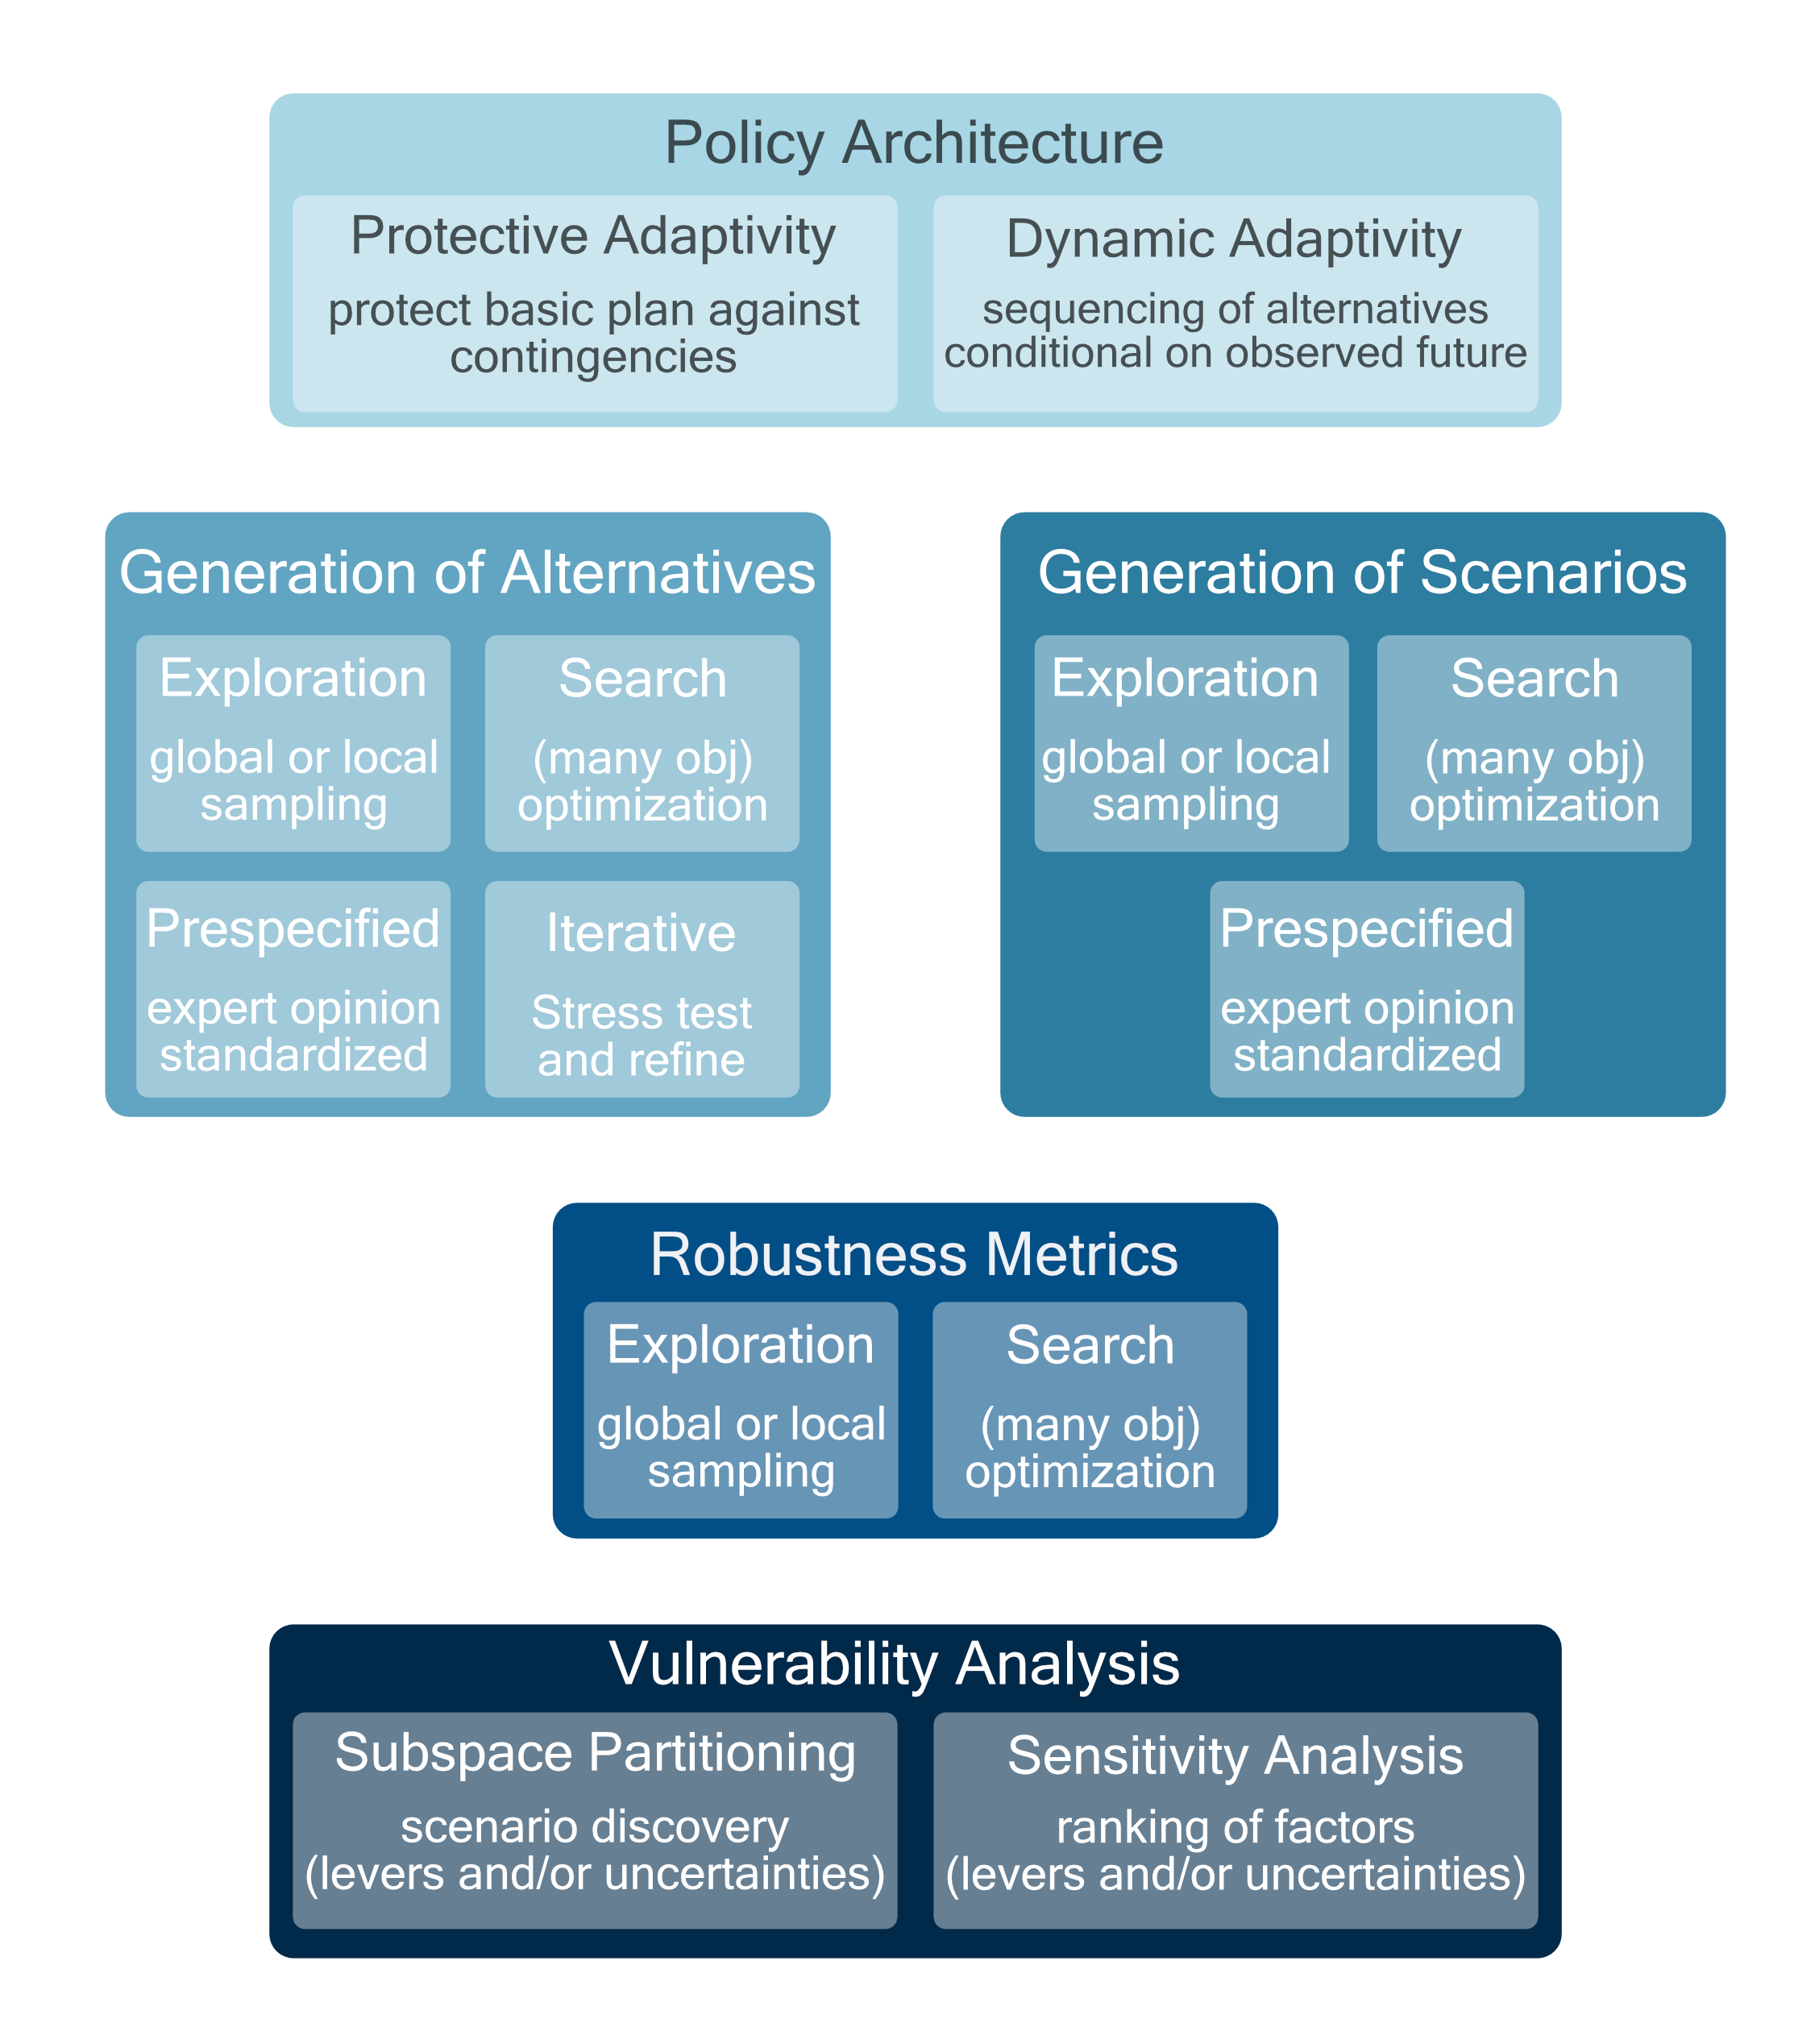 Policy Architecture
Protective Adaptivity
protect basic plan against
contingencies
Dynamic Adaptivity
sequencing of alternatives
conditional on observed future
Generation of Alternatives
Exploration
global or local
sampling
Search
(many obj)
optimization
Prespecified
expert opinion
standardized
Iterative
Stress test
and refine
Generation of Scenarios
Exploration
global or local
sampling
Search
(many obj)
optimization
Prespecified
expert opinion
standardized
Robustness Metrics
Exploration
global or local
sampling
Search
(many obj)
optimization
Vulnerability Analysis
Subspace Partitioning
scenario discovery
(levers and/or uncertainties)
Sensitivity Analysis
ranking of factors
(levers and/or uncertainties)